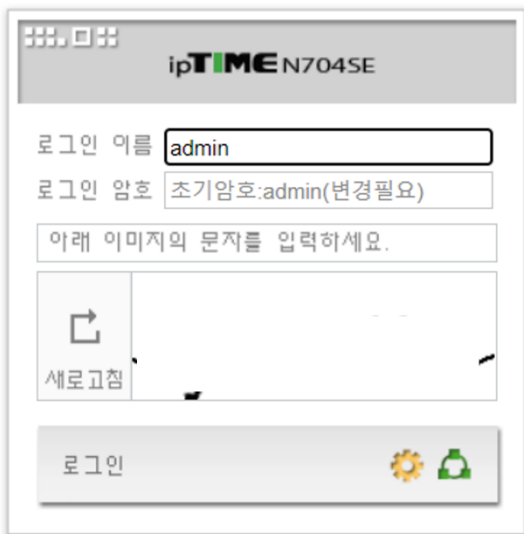 ipTIME N704SE
로그인 이름 admin
로그인 암호 초기암호:admin(변경필요)
아래 이미지의 문자를 입력하세요.
새로고침
로그인